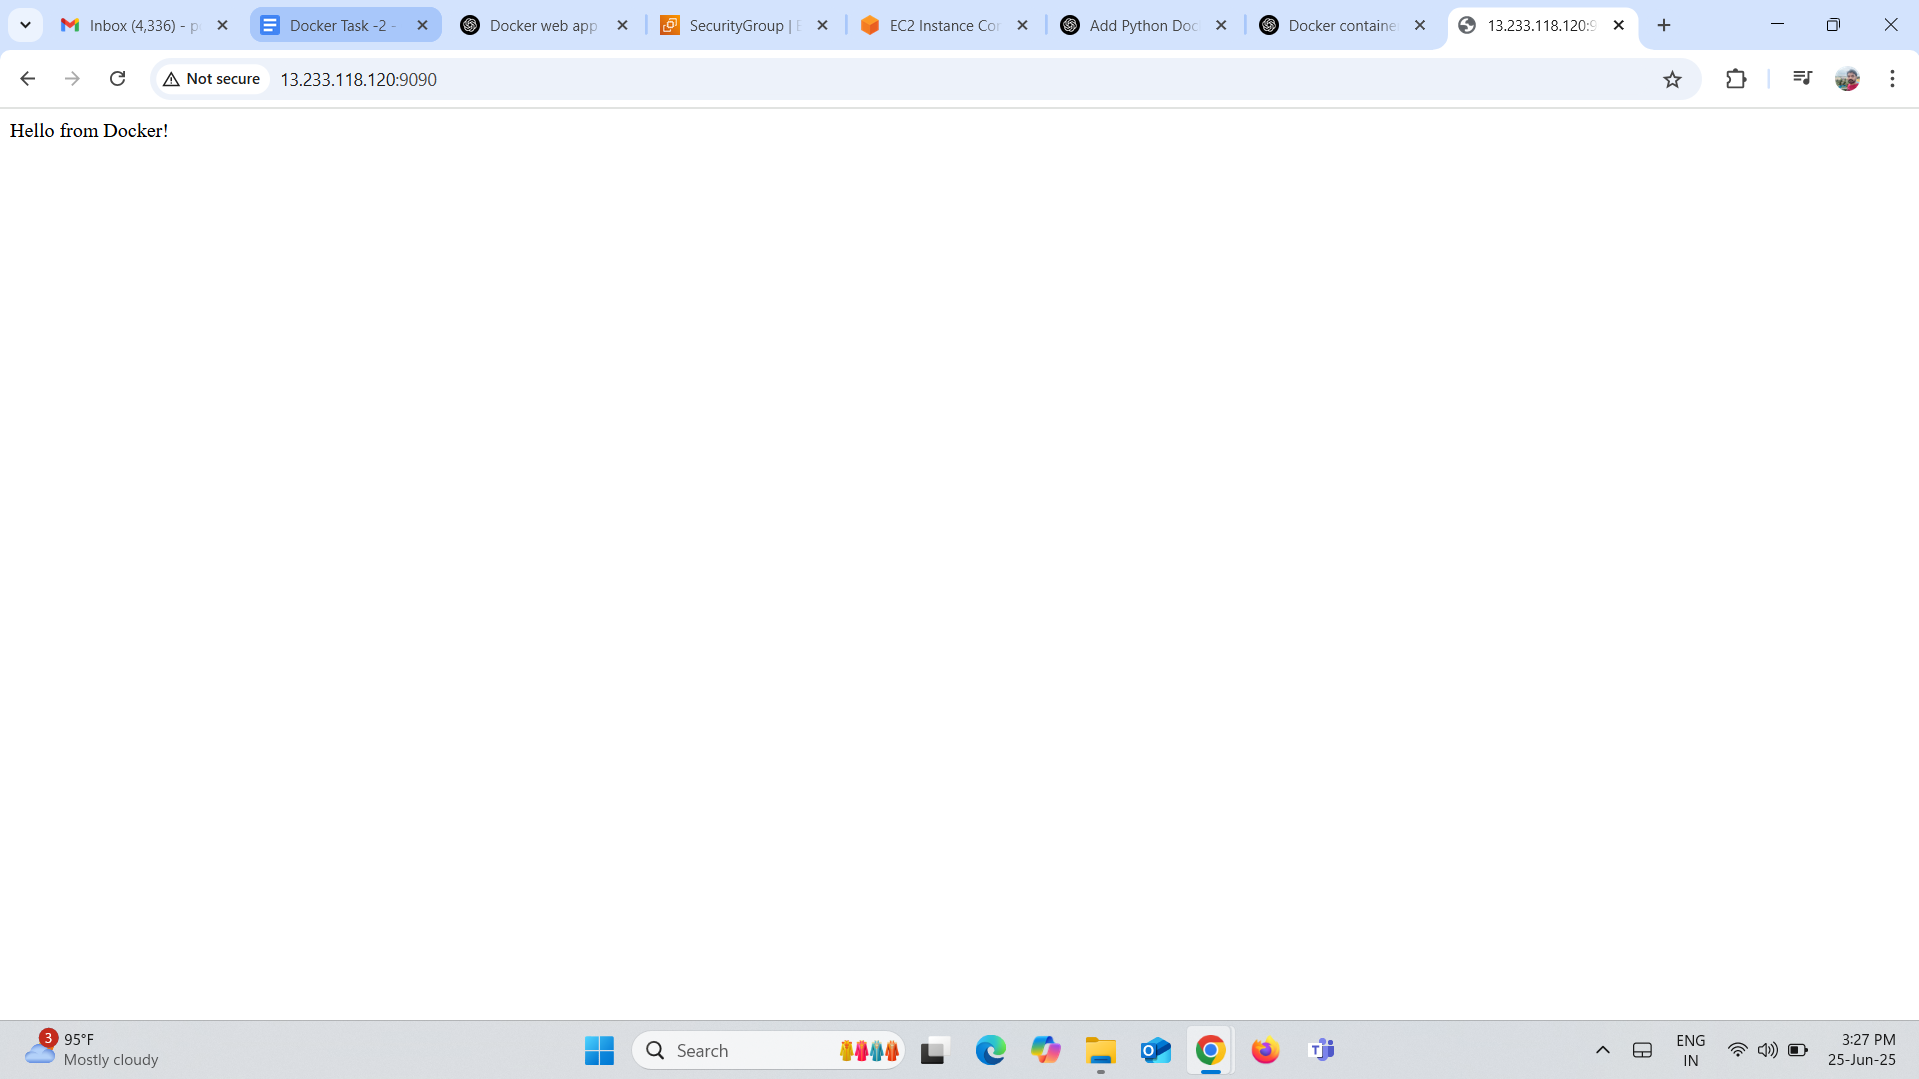 Inbox (4,336) - p
Docker Task -2 -
Docker web app
SecurityGroup | E
EC2 Instance Con
Add Python Doc
Docker containe
13.233.118.120:9
Not secure
13.233.118.120:9090
Hello from Docker!
3
95°F
Mostly cloudy
Search
ENG
IN
3:27 PM
25-Jun-25